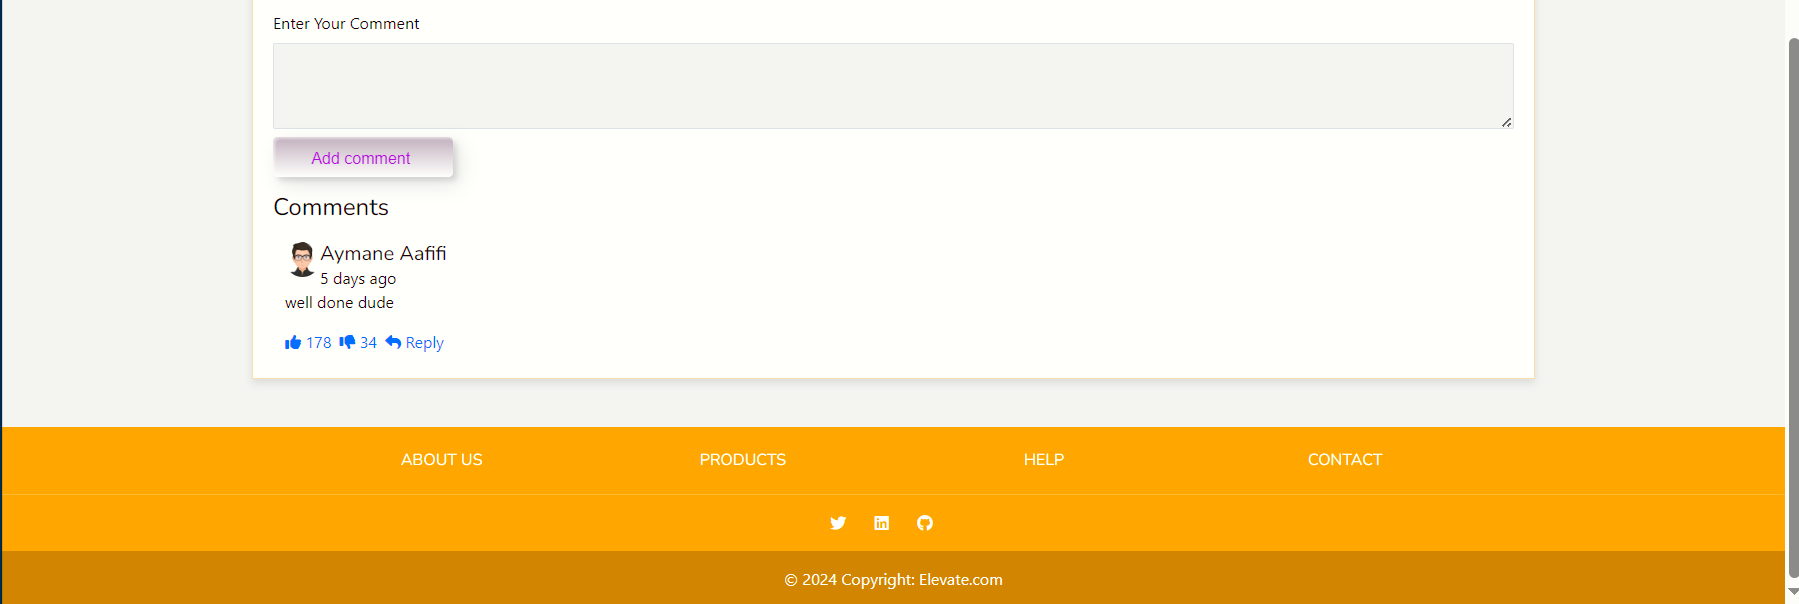 Enter Your Comment
Add comment
Comments
Aymane Aafifi
5 days ago
well done dude
178 34 Reply
ABOUT US PRODUCTS HELP CONTACT
© 2024 Copyright: Elevate.com